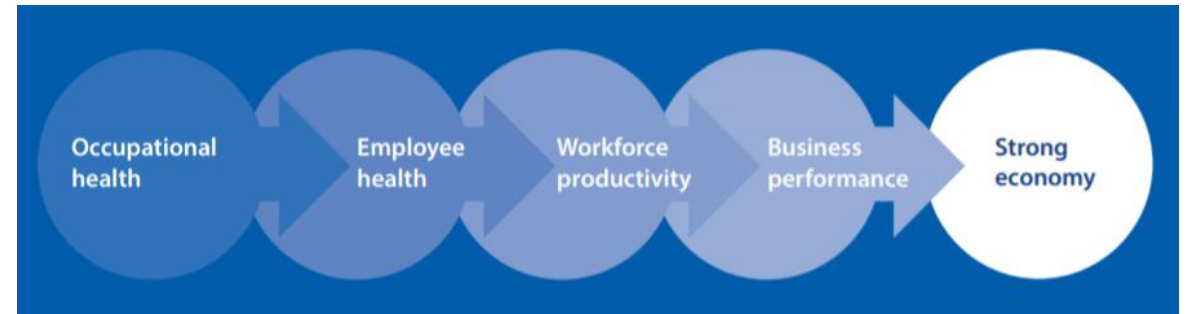 Occupational
health
Employee
health
Workforce
productivity
Business
performance
Strong
economy